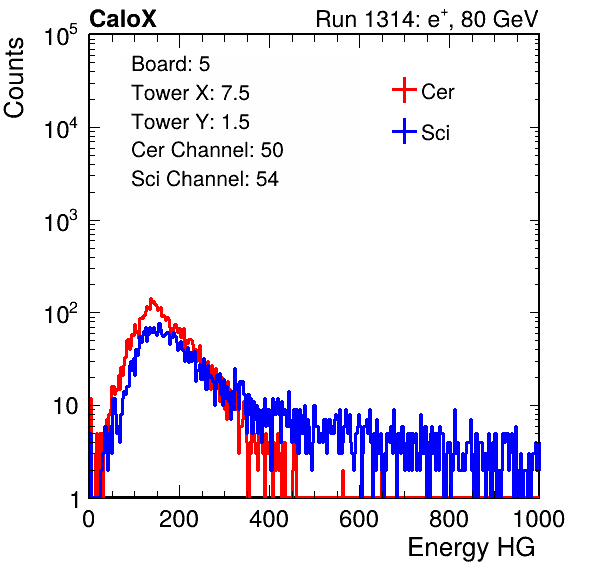 CaloX Run 1314: e⁺, 80 GeV
Counts
10⁵
10⁴
10³
10²
10
1
Board: 5
Tower X: 7.5
Tower Y: 1.5
Cer Channel: 50
Sci Channel: 54
Cer
Sci
0 200 400 600 800 1000
Energy HG